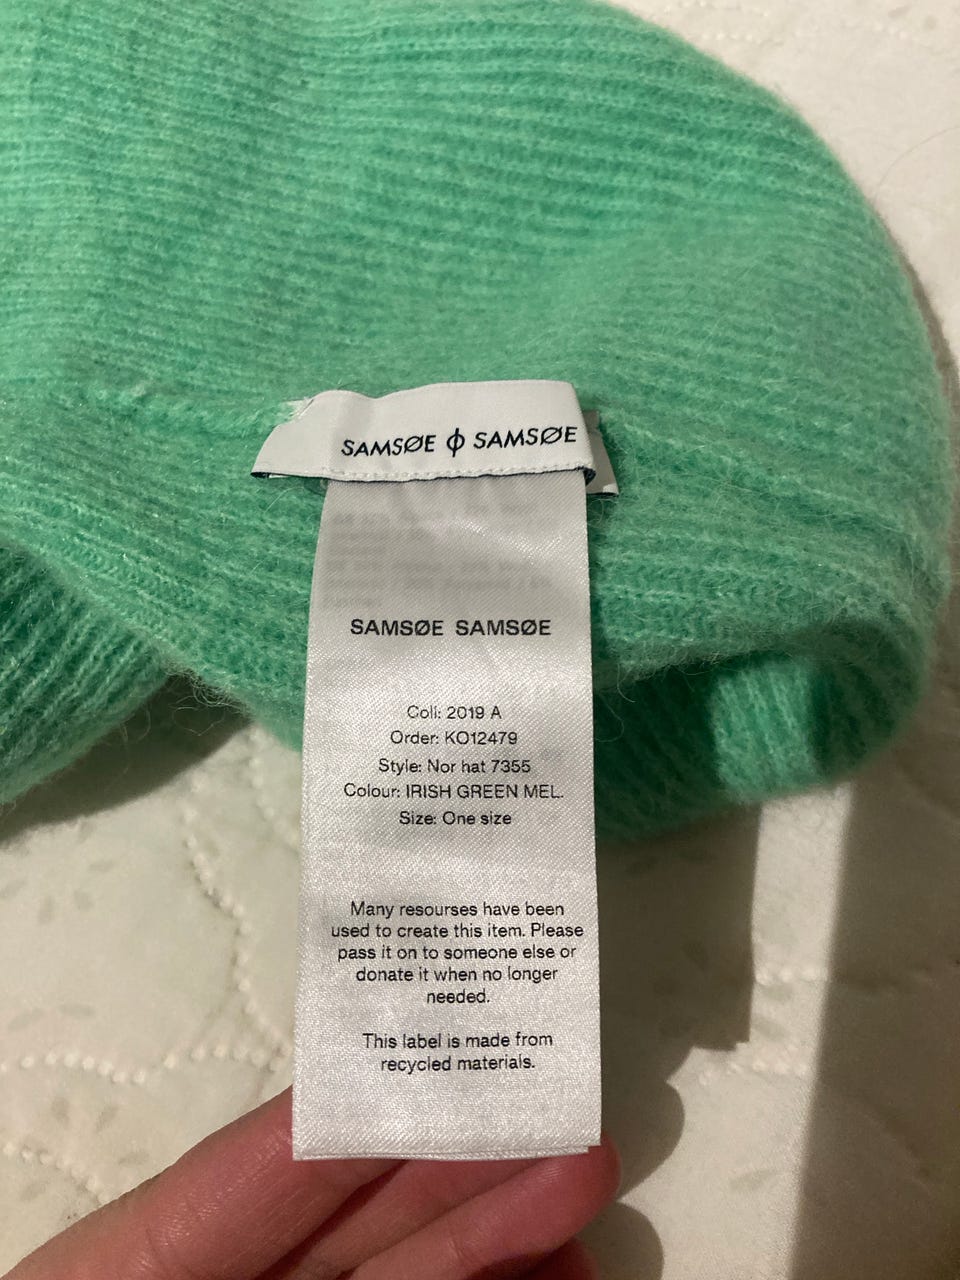 SAMSØE ϕ SAMSØE
SAMSØE SAMSØE
Coll: 2019 A
Order: KO12479
Style: Nor hat 7355
Colour: IRISH GREEN MEL.
Size: One size
Many resourses have been
used to create this item. Please
pass it on to someone else or
donate it when no longer
needed.
This label is made from
recycled materials.